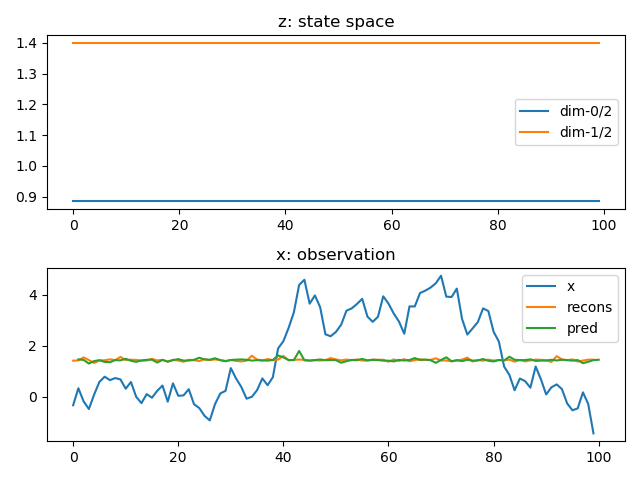 z: state space
1.4
1.3
1.2
1.1
1.0
0.9
dim-0/2
dim-1/2
0 20 40 60 80 100
x: observation
4
2
0
x
recons
pred
0 20 40 60 80 100